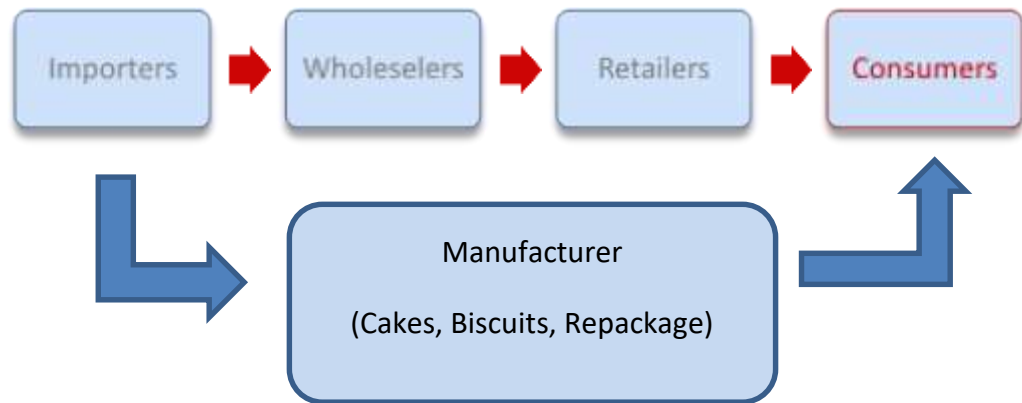 Importers
Wholeselers
Retailers
Consumers
Manufacturer
(Cakes, Biscuits, Repackage)